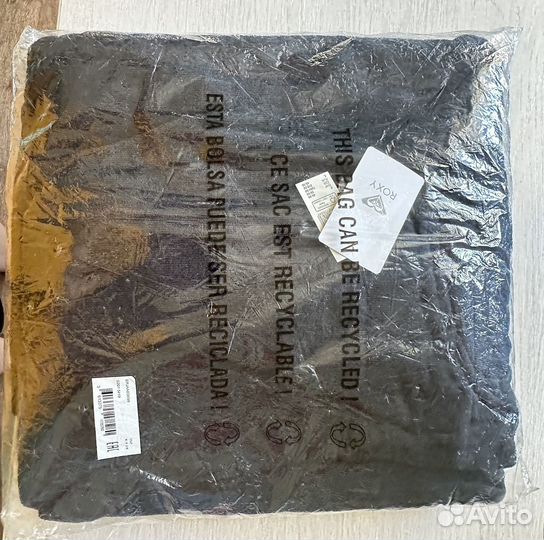 THIS BAG CAN BE RECYCLED !
CE SAC EST RECYCLABLE
ESTA BOLSA PUEDE SER RECICLADA !
ROXY
EAC
Avito